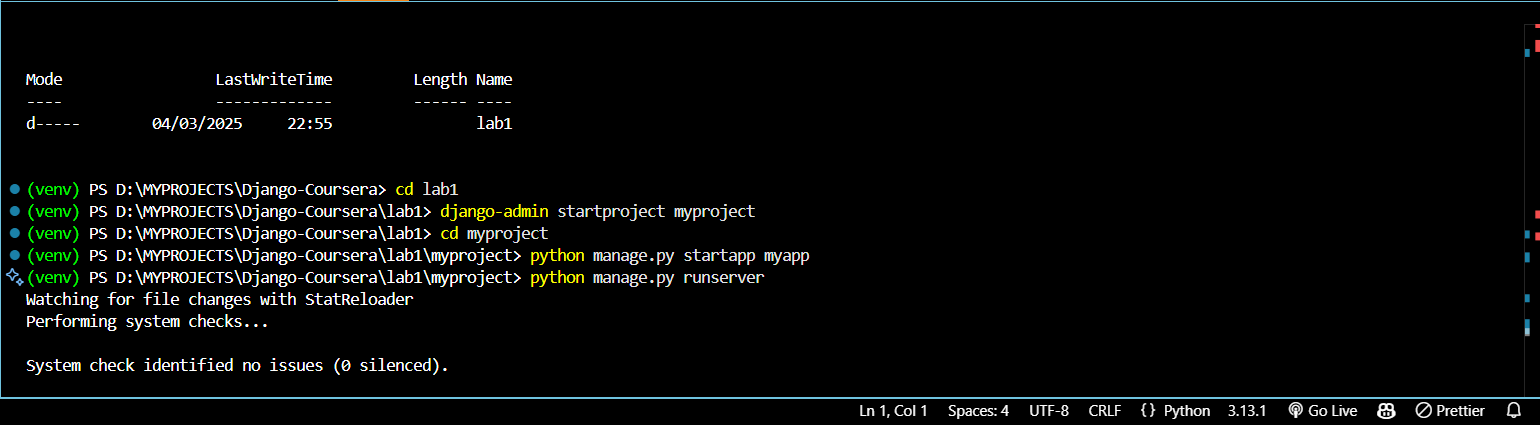 Mode                 LastWriteTime         Length Name
----                 -------------         ------ ----
d-----        04/03/2025     22:55                lab1
(venv) PS D:\MYPROJECTS\Django-Coursera> cd lab1
(venv) PS D:\MYPROJECTS\Django-Coursera\lab1> django-admin startproject myproject
(venv) PS D:\MYPROJECTS\Django-Coursera\lab1> cd myproject
(venv) PS D:\MYPROJECTS\Django-Coursera\lab1\myproject> python manage.py startapp myapp
(venv) PS D:\MYPROJECTS\Django-Coursera\lab1\myproject> python manage.py runserver
Watching for file changes with StatReloader
Performing system checks...
System check identified no issues (0 silenced).
Ln 1, Col 1 Spaces: 4 UTF-8 CRLF {} Python 3.13.1 Go Live Prettier